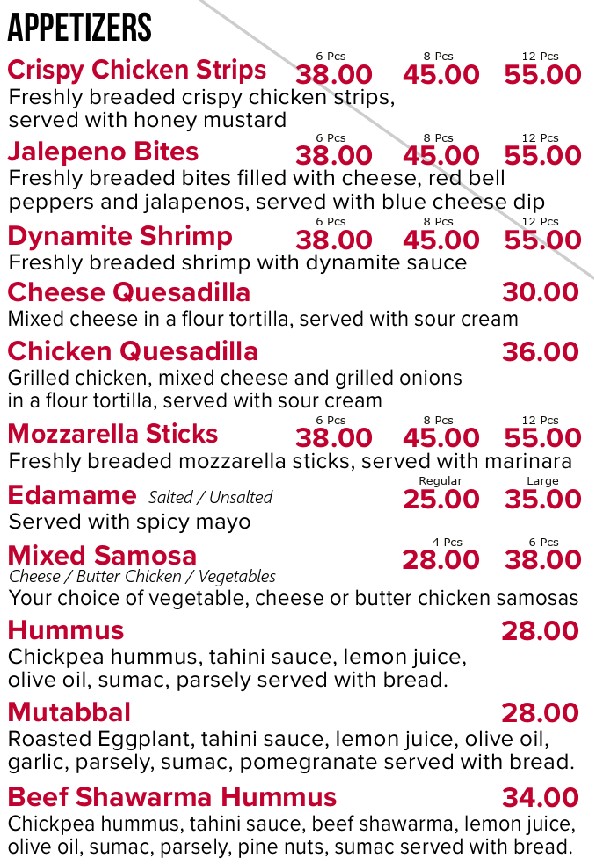 APPETIZERS
6 Pcs 8 Pcs 12 Pcs
Crispy Chicken Strips 38.00 45.00 55.00
Freshly breaded crispy chicken strips,
served with honey mustard
6 Pcs 8 Pcs 12 Pcs
Jalepeno Bites 38.00 45.00 55.00
Freshly breaded bites filled with cheese, red bell
peppers and jalapenos, served with blue cheese dip
6 Pcs 8 Pcs 12 Pcs
Dynamite Shrimp 38.00 45.00 55.00
Freshly breaded shrimp with dynamite sauce
Cheese Quesadilla 30.00
Mixed cheese in a flour tortilla, served with sour cream
Chicken Quesadilla 36.00
Grilled chicken, mixed cheese and grilled onions
in a flour tortilla, served with sour cream
6 Pcs 8 Pcs 12 Pcs
Mozzarella Sticks 38.00 45.00 55.00
Freshly breaded mozzarella sticks, served with marinara
Regular Large
Edamame Salted / Unsalted 25.00 35.00
Served with spicy mayo
4 Pcs 6 Pcs
Mixed Samosa 28.00 38.00
Cheese / Butter Chicken / Vegetables
Your choice of vegetable, cheese or butter chicken samosas
Hummus 28.00
Chickpea hummus, tahini sauce, lemon juice,
olive oil, sumac, parsely served with bread.
Mutabbal 28.00
Roasted Eggplant, tahini sauce, lemon juice, olive oil,
garlic, parsely, sumac, pomegranate served with bread.
Beef Shawarma Hummus 34.00
Chickpea hummus, tahini sauce, beef shawarma, lemon juice,
olive oil, sumac, parsely, pine nuts, sumac served with bread.